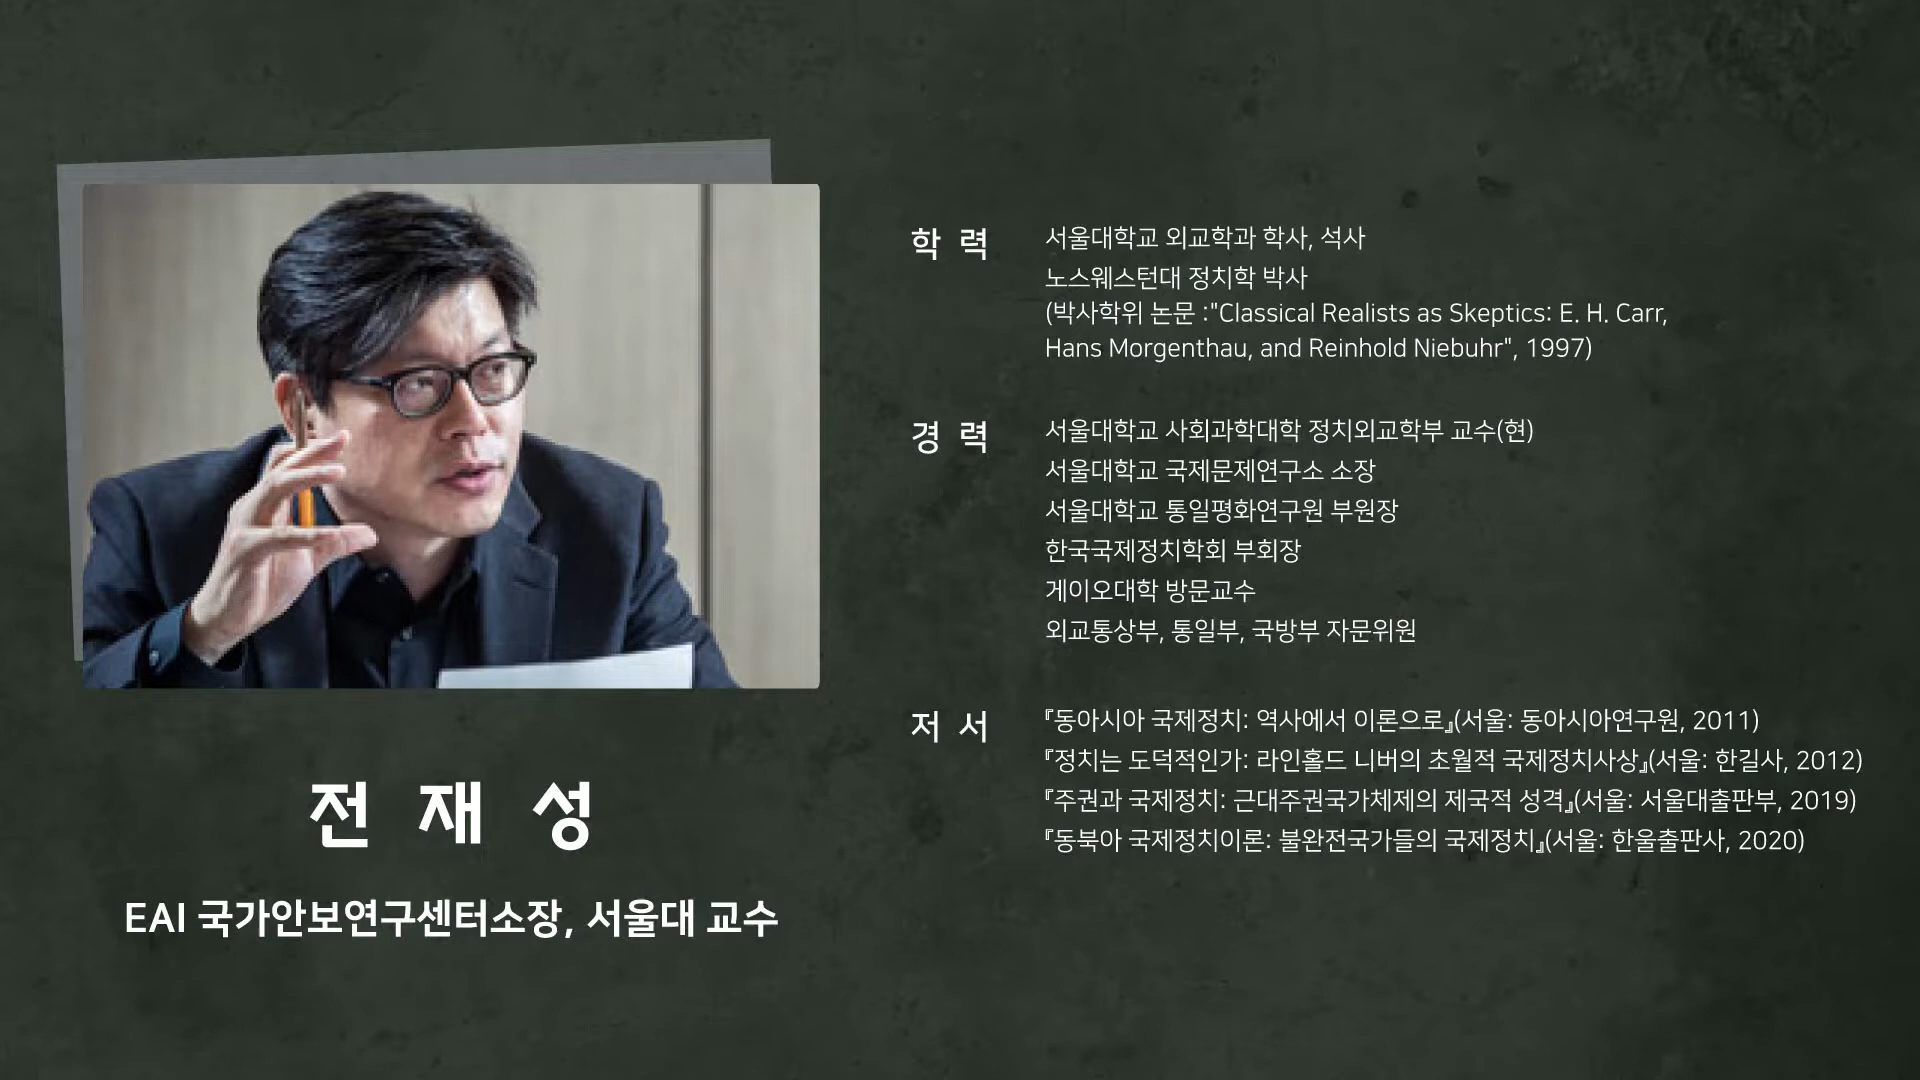 전 재 성
EAI 국가안보연구센터소장, 서울대 교수
학 력
서울대학교 외교학과 학사, 석사
노스웨스턴대 정치학 박사
(박사학위 논문 :"Classical Realists as Skeptics: E. H. Carr,
Hans Morgenthau, and Reinhold Niebuhr", 1997)
경 력
서울대학교 사회과학대학 정치외교학부 교수(현)
서울대학교 국제문제연구소 소장
서울대학교 통일평화연구원 부원장
한국국제정치학회 부회장
게이오대학 방문교수
외교통상부, 통일부, 국방부 자문위원
저 서
『동아시아 국제정치: 역사에서 이론으로』(서울: 동아시아연구원, 2011)
『정치는 도덕적인가: 라인홀드 니버의 초월적 국제정치사상』(서울: 한길사, 2012)
『주권과 국제정치: 근대주권국가체제의 제국적 성격』(서울: 서울대출판부, 2019)
『동북아 국제정치이론: 불완전국가들의 국제정치』(서울: 한울출판사, 2020)